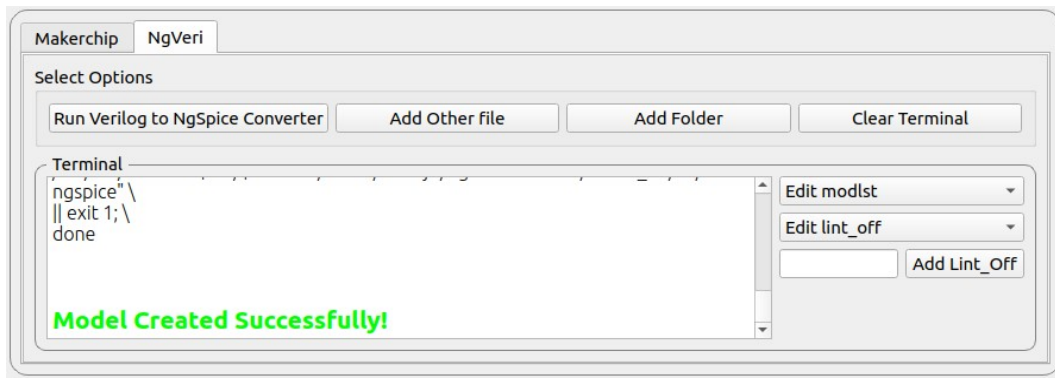 Makerchip NgVeri
Select Options
Run Verilog to NgSpice Converter Add Other file Add Folder Clear Terminal
Terminal
ngspice" \
|| exit 1; \
done
Model Created Successfully!
Edit modlst
Edit lint_off
Add Lint_Off